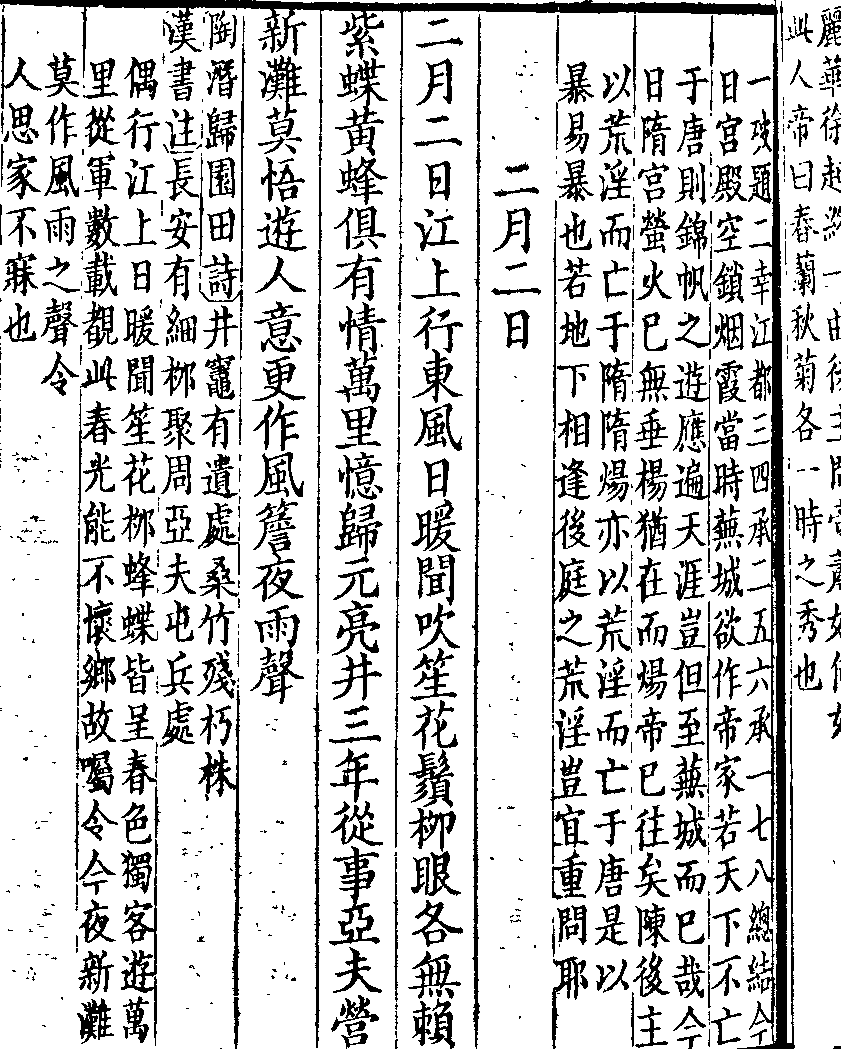 麗華徐起
一曲後主問帝蕭妃何如
此人帝曰春蘭秋菊各一時之秀也
一破題二幸江都三四承二五六承一七八總結今
日宮殿空鎖烟霞當時蕪城欲作帝家若天下不亡
于唐則錦帆之遊應遍天涯豈但至蕪城而已哉今
日隋宮螢火已無垂楊猶在而煬帝已往矣陳後主
以荒淫而亡于隋隋煬亦以荒淫而亡于唐是以
暴易暴也若地下相逢後庭之荒淫豈宜重問耶
二月二日
二月二日江上行東風日暖聞吹笙花鬚柳眼各無賴
紫蝶黃蜂俱有情萬里憶歸元亮井三年從事亞夫營
新灘莫悟遊人意更作風簷夜雨聲
陶潛歸園田詩井竈有遺處桑竹殘朽株
漢書注長安有細柳聚周亞夫屯兵處
偶行江上日暖聞笙花柳蜂蝶皆呈春色獨客遊萬
里從軍數載覩此春光能不懷鄉故囑令今夜新灘
莫作風雨之聲令
人思家不寐也